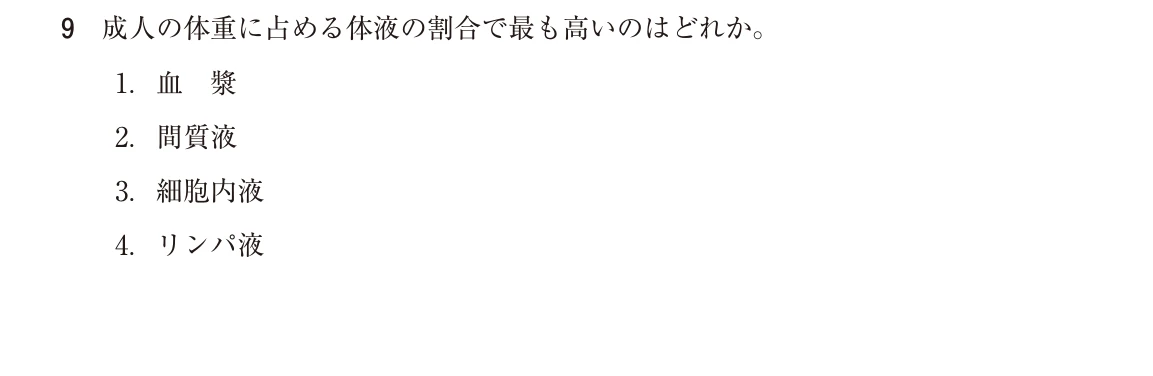 9 成人の体重に占める体液の割合で最も高いのはどれか。
1. 血　漿
2. 間質液
3. 細胞内液
4. リンパ液